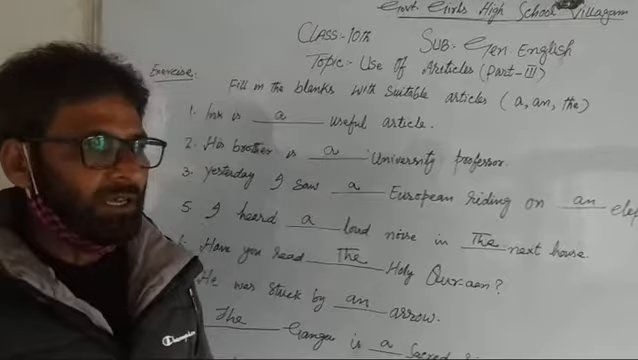 Govt Girls High School Villagam
CLASS-10th Sub- Gen. English
Topic:- Use of Articles (Part-III)
Exercise:
Fill in the blanks with suitable articles (a, an, the)
1. Ink is a useful article.
2. His brother is a University professor.
3. Yesterday I saw a European riding on an
5. I heard a loud noise in The next house.
Have you read The Holy Quraan?
He was stuck by an arrow.
The Ganga is a Sacred
Champion